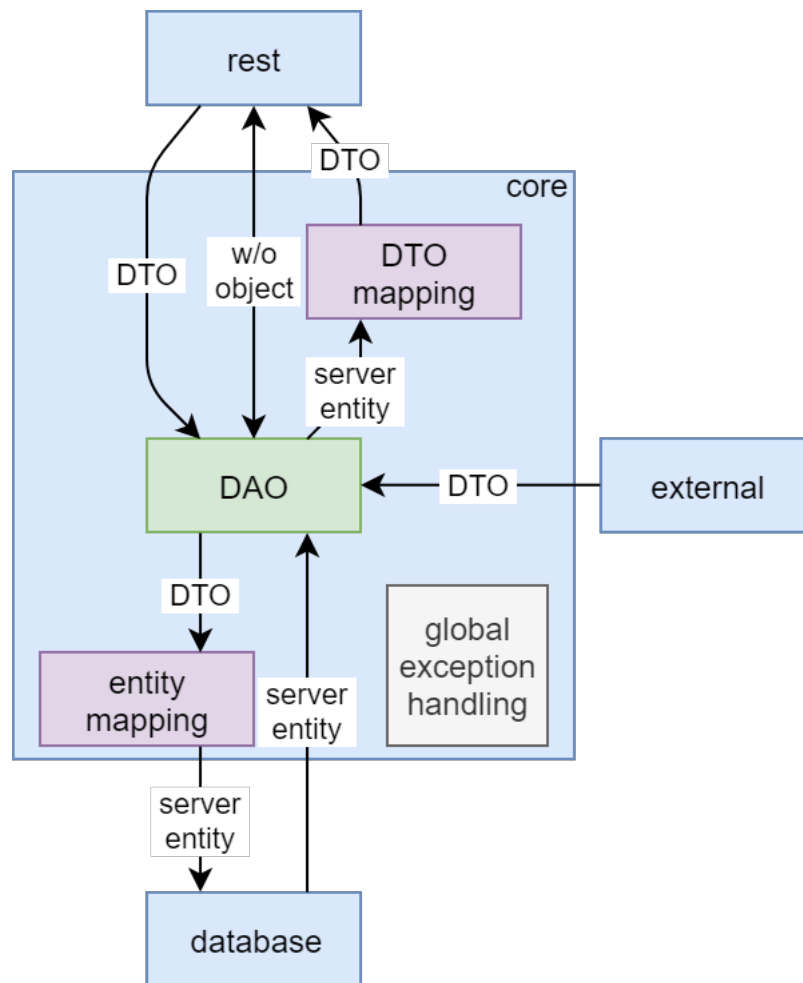 rest
DTO
core
w/o
object
DTO
DTO
mapping
server
entity
DAO
DTO
external
DTO
global
exception
handling
entity
mapping
server
entity
server
entity
database